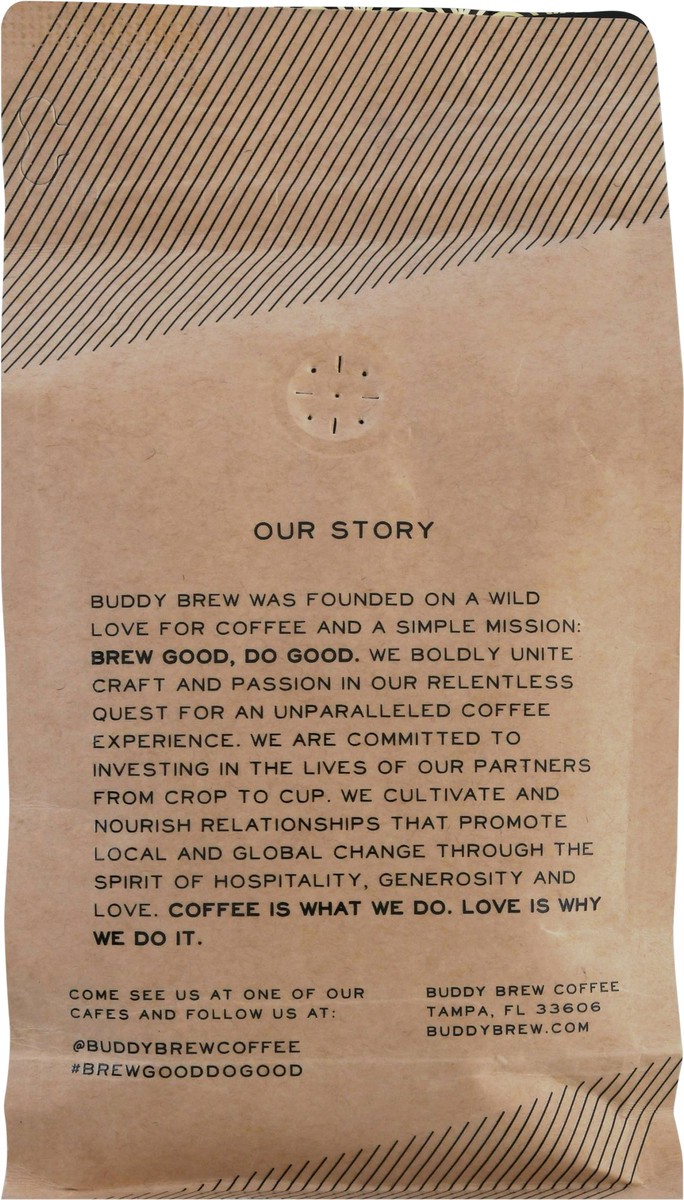 OUR STORY
BUDDY BREW WAS FOUNDED ON A WILD
LOVE FOR COFFEE AND A SIMPLE MISSION:
BREW GOOD, DO GOOD. WE BOLDLY UNITE
CRAFT AND PASSION IN OUR RELENTLESS
QUEST FOR AN UNPARALLELED COFFEE
EXPERIENCE. WE ARE COMMITTED TO
INVESTING IN THE LIVES OF OUR PARTNERS
FROM CROP TO CUP. WE CULTIVATE AND
NOURISH RELATIONSHIPS THAT PROMOTE
LOCAL AND GLOBAL CHANGE THROUGH THE
SPIRIT OF HOSPITALITY, GENEROSITY AND
LOVE. COFFEE IS WHAT WE DO. LOVE IS WHY
WE DO IT.
COME SEE US AT ONE OF OUR
CAFES AND FOLLOW US AT:
@BUDDYBREWCOFFEE
#BREWGOODDOGOOD
BUDDY BREW COFFEE
TAMPA, FL 33606
BUDDYBREW.COM